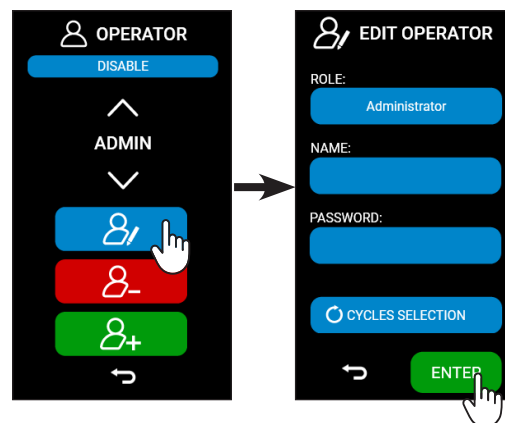 OPERATOR
DISABLE
ADMIN
EDIT OPERATOR
ROLE:
Administrator
NAME:
PASSWORD:
CYCLES SELECTION
ENTER